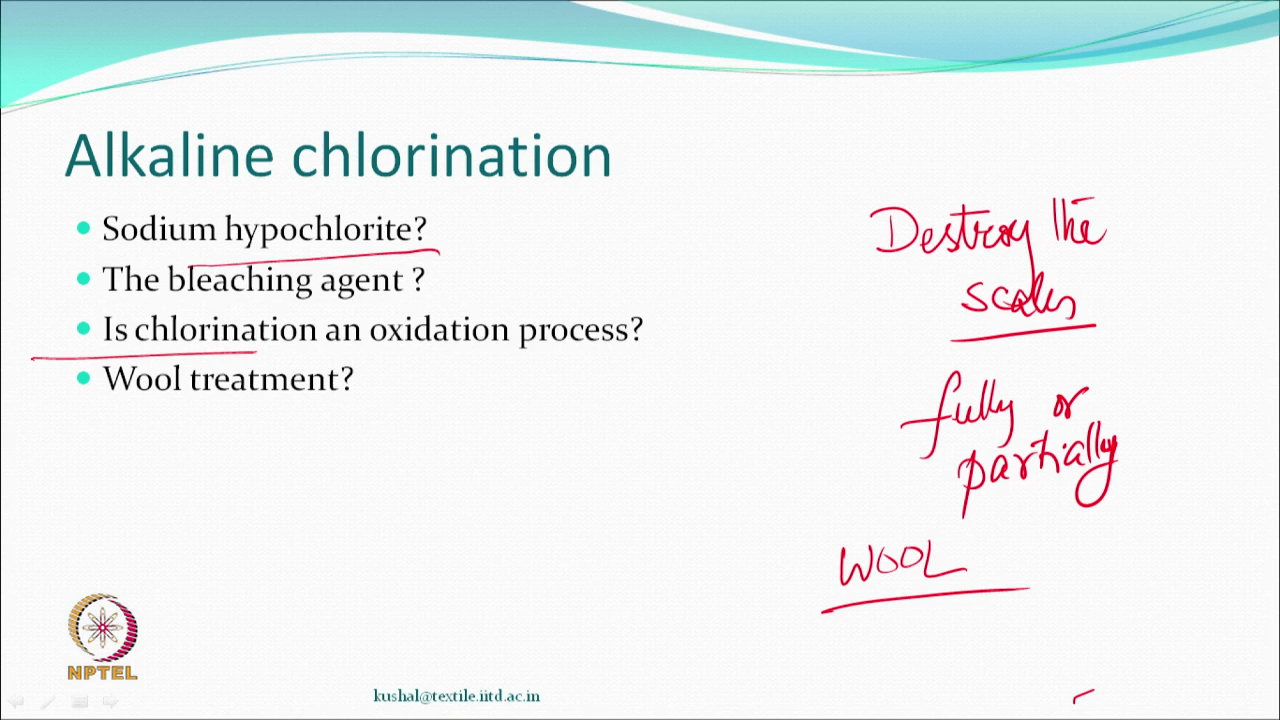 Alkaline chlorination
Sodium hypochlorite?
The bleaching agent ?
Is chlorination an oxidation process?
Wool treatment?
Destroy the
scales
fully or
partially
WOOL
NPTEL
kushal@textile.iitd.ac.in